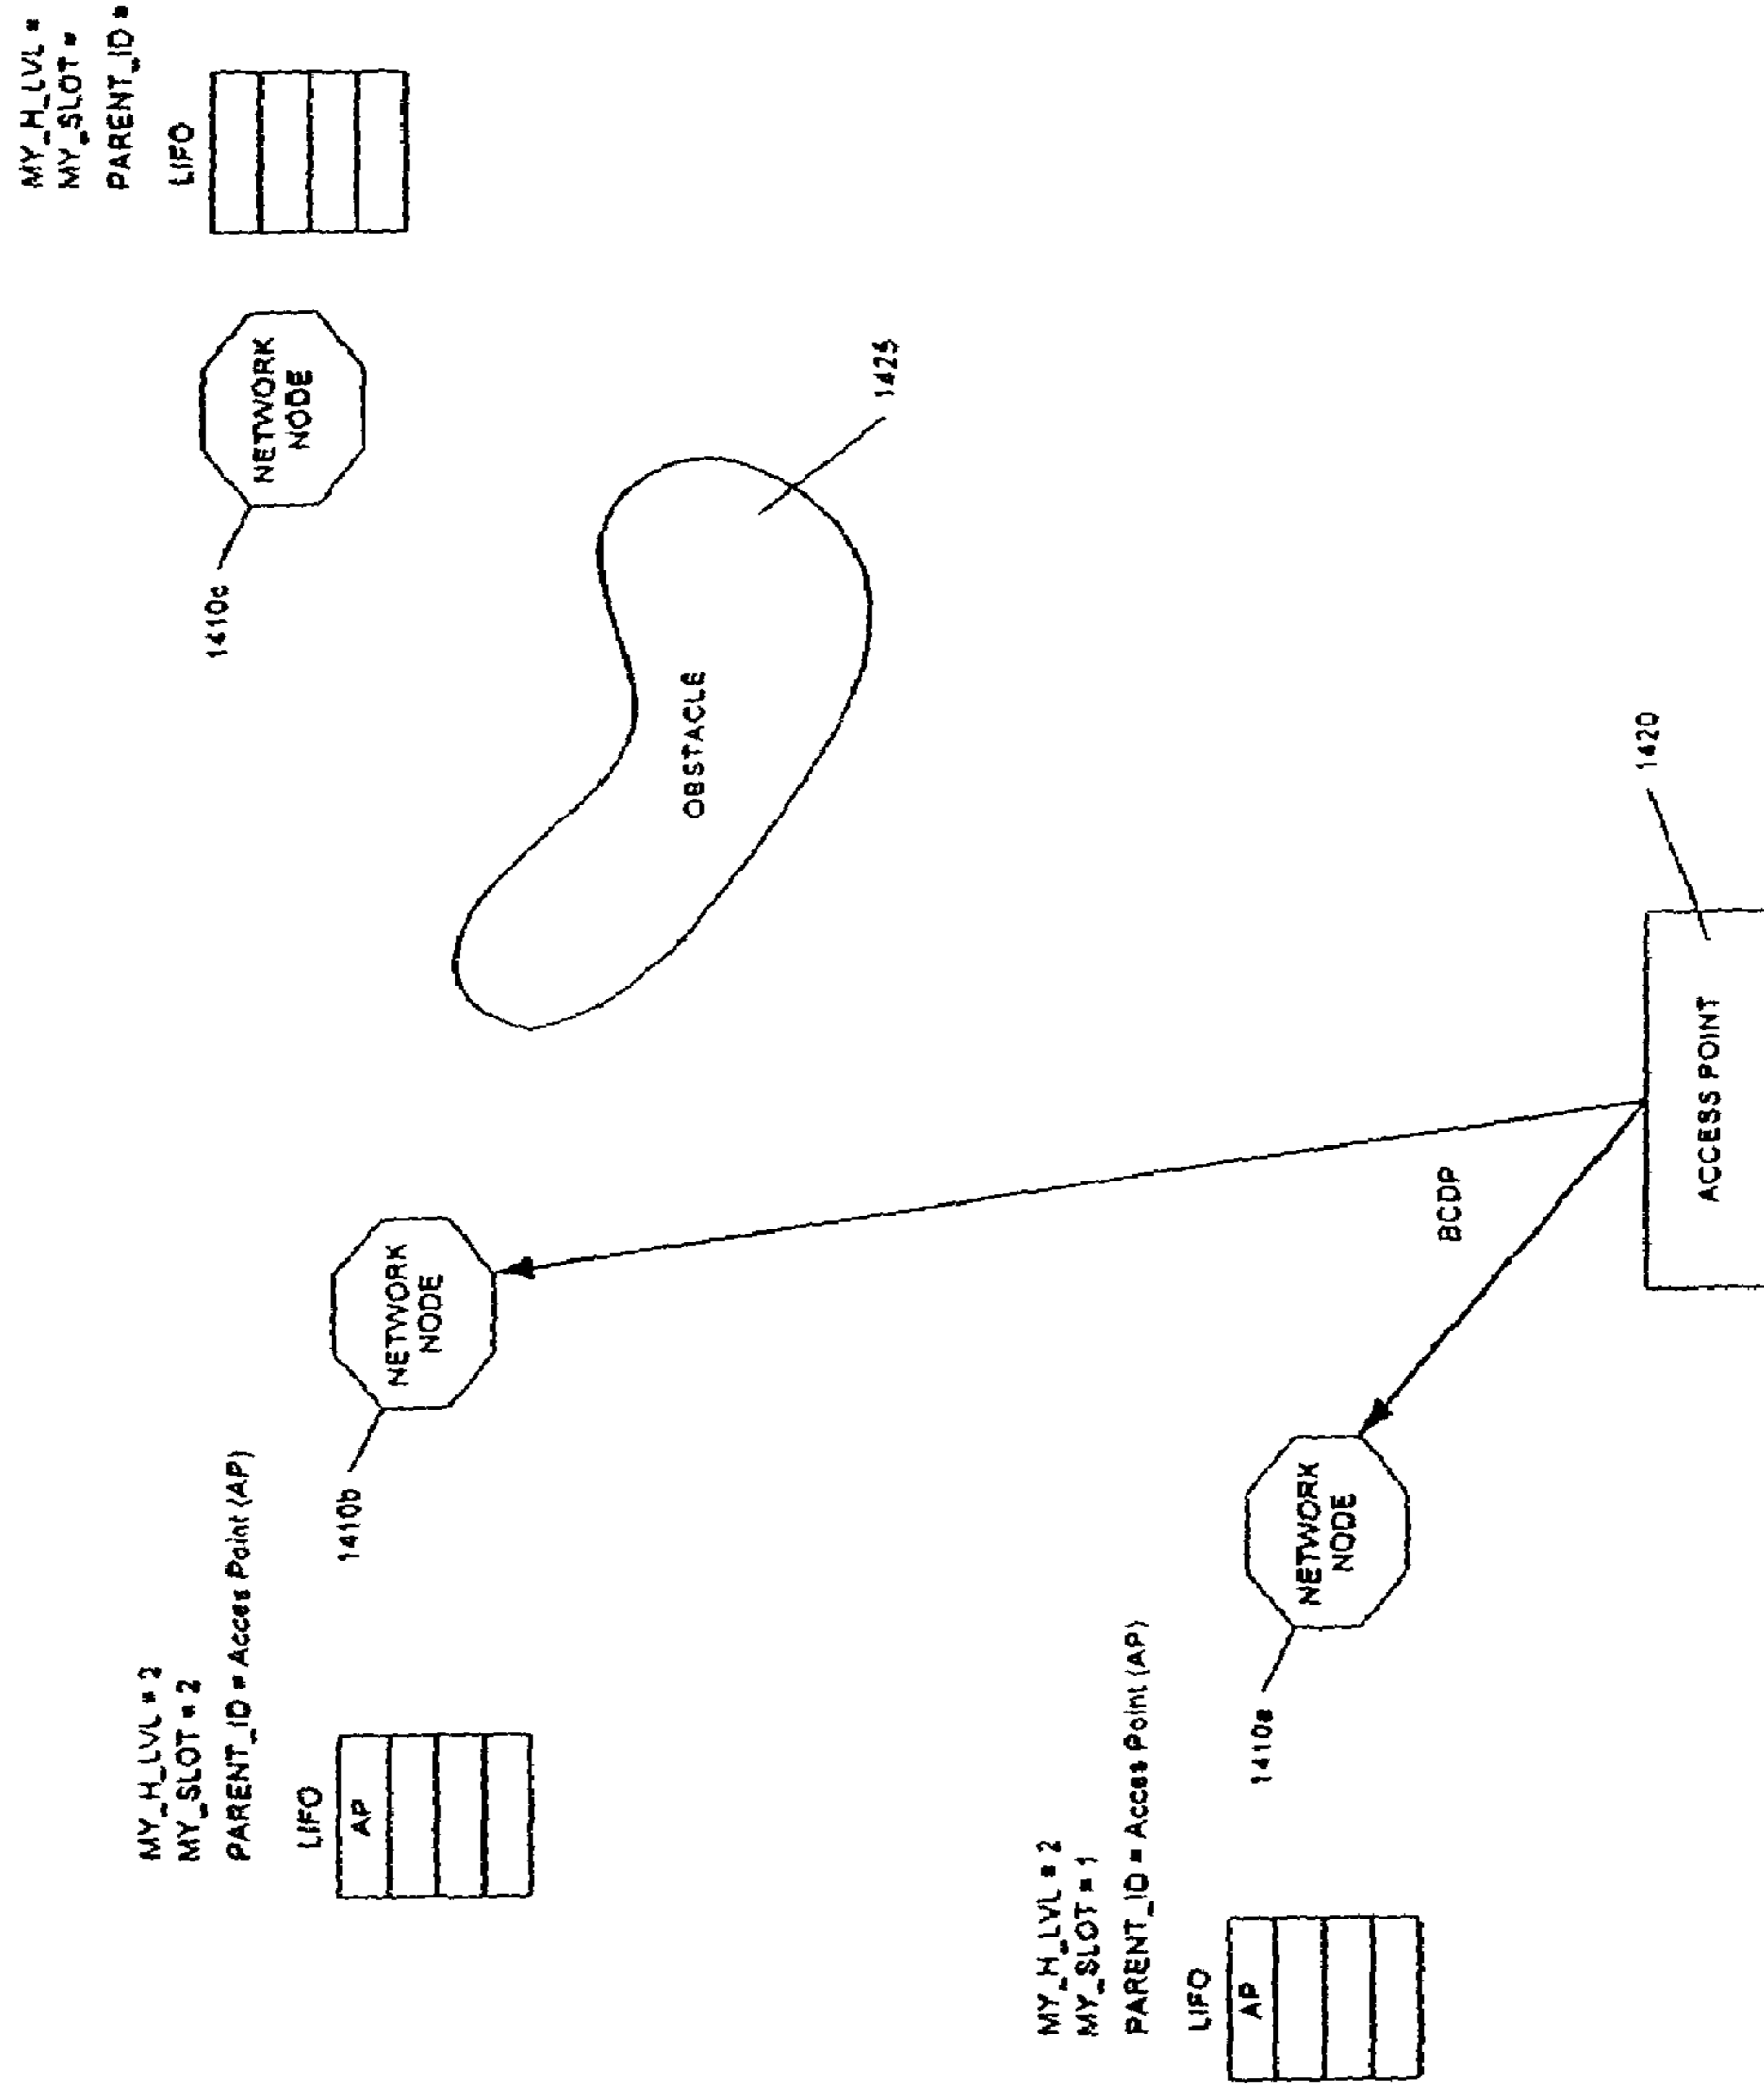 MY_H_LVL =
MY_SLOT =
PARENT_ID =
LIFO
NETWORK
NODE
1410c
MY_H_LVL = 2
MY_SLOT = 2
PARENT_ID = Acces Point (AP)
LIFO
AP
1410b
NETWORK
NODE
OBSTACLE
1425
MY_H_LVL = 2
MY_SLOT = 1
PARENT_ID = Acces Point (AP)
LIFO
AP
1410a
NETWORK
NODE
BCDP
1420
ACCESS POINT